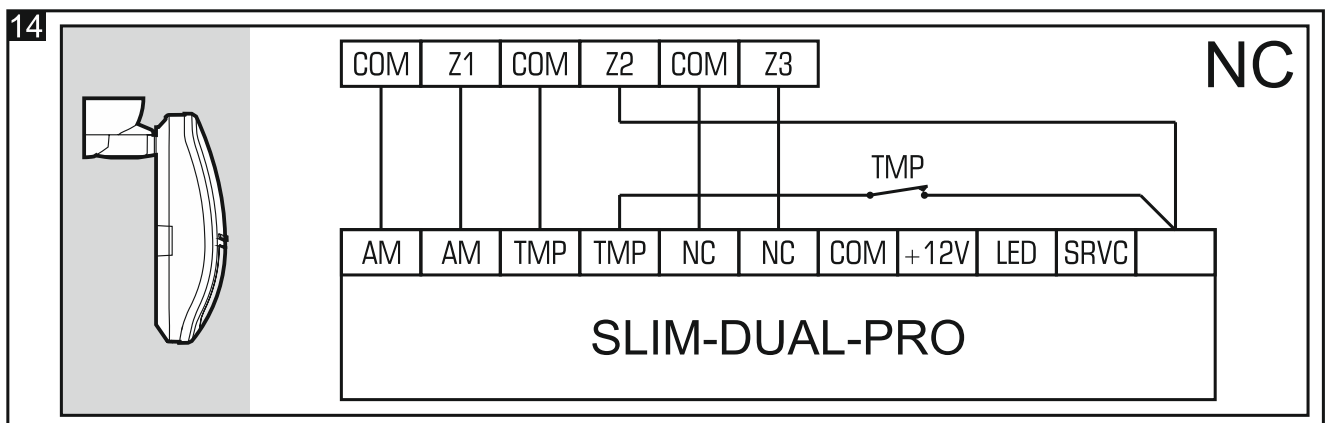 14
COM Z1 COM Z2 COM Z3
NC
TMP
AM AM TMP TMP NC NC COM +12V LED SRVC
SLIM-DUAL-PRO